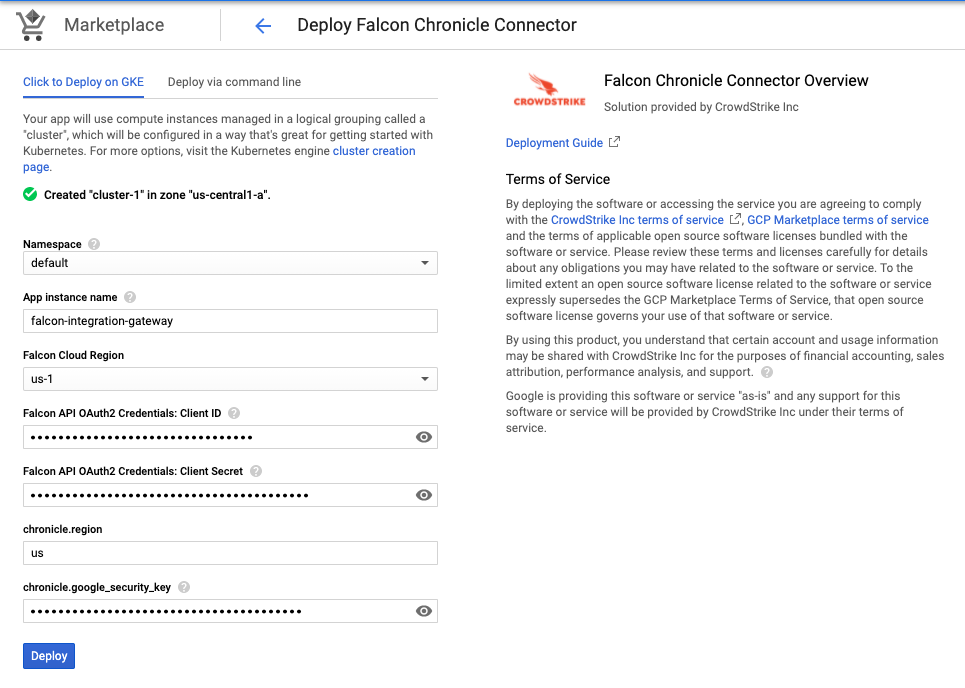 Marketplace
Deploy Falcon Chronicle Connector
Click to Deploy on GKE
Deploy via command line
Your app will use compute instances managed in a logical grouping called a
"cluster", which will be configured in a way that's great for getting started with
Kubernetes. For more options, visit the Kubernetes engine cluster creation
page.
Created "cluster-1" in zone "us-central1-a".
Namespace ?
default
App instance name ?
falcon-integration-gateway
Falcon Cloud Region
us-1
Falcon API OAuth2 Credentials: Client ID ?
Falcon API OAuth2 Credentials: Client Secret ?
chronicle.region
us
chronicle.google_security_key ?
Deploy
CROWDSTRIKE
Falcon Chronicle Connector Overview
Solution provided by CrowdStrike Inc
Deployment Guide
Terms of Service
By deploying the software or accessing the service you are agreeing to comply
with the CrowdStrike Inc terms of service , GCP Marketplace terms of service
and the terms of applicable open source software licenses bundled with the
software or service. Please review these terms and licenses carefully for details
about any obligations you may have related to the software or service. To the
limited extent an open source software license related to the software or service
expressly supersedes the GCP Marketplace Terms of Service, that open source
software license governs your use of that software or service.
By using this product, you understand that certain account and usage information
may be shared with CrowdStrike Inc for the purposes of financial accounting, sales
attribution, performance analysis, and support. ?
Google is providing this software or service "as-is" and any support for this
software or service will be provided by CrowdStrike Inc under their terms of
service.